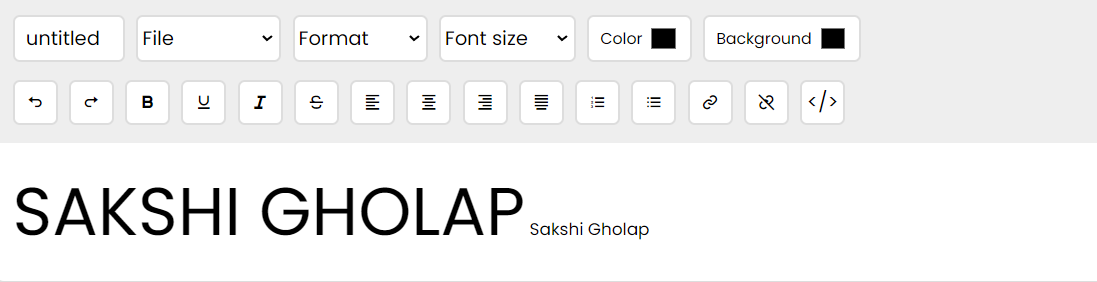 untitled File Format Font size Color Background
B U I S </>
SAKSHI GHOLAP Sakshi Gholap